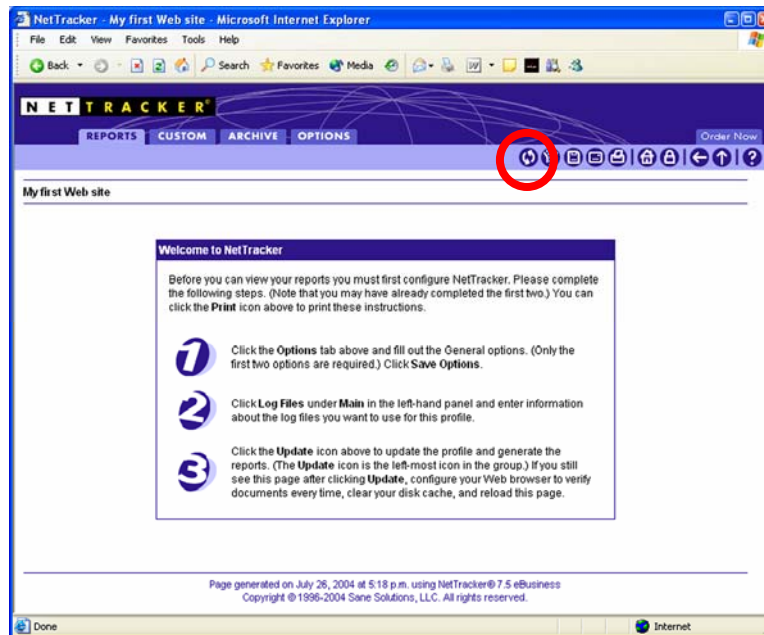 NetTracker - My first Web site - Microsoft Internet Explorer
File Edit View Favorites Tools Help
Back Search Favorites Media
NETTRACKER®
REPORTS CUSTOM ARCHIVE OPTIONS Order Now
My first Web site
Welcome to NetTracker
Before you can view your reports you must first configure NetTracker. Please complete
the following steps. (Note that you may have already completed the first two.) You can
click the Print icon above to print these instructions.
1 Click the Options tab above and fill out the General options. (Only the
first two options are required.) Click Save Options.
2 Click Log Files under Main in the left-hand panel and enter information
about the log files you want to use for this profile.
3 Click the Update icon above to update the profile and generate the
reports. (The Update icon is the left-most icon in the group.) If you still
see this page after clicking Update, configure your Web browser to verify
documents every time, clear your disk cache, and reload this page.
Page generated on July 26, 2004 at 5:18 p.m. using NetTracker® 7.5 eBusiness
Copyright © 1996-2004 Sane Solutions, LLC. All rights reserved.
Done Internet